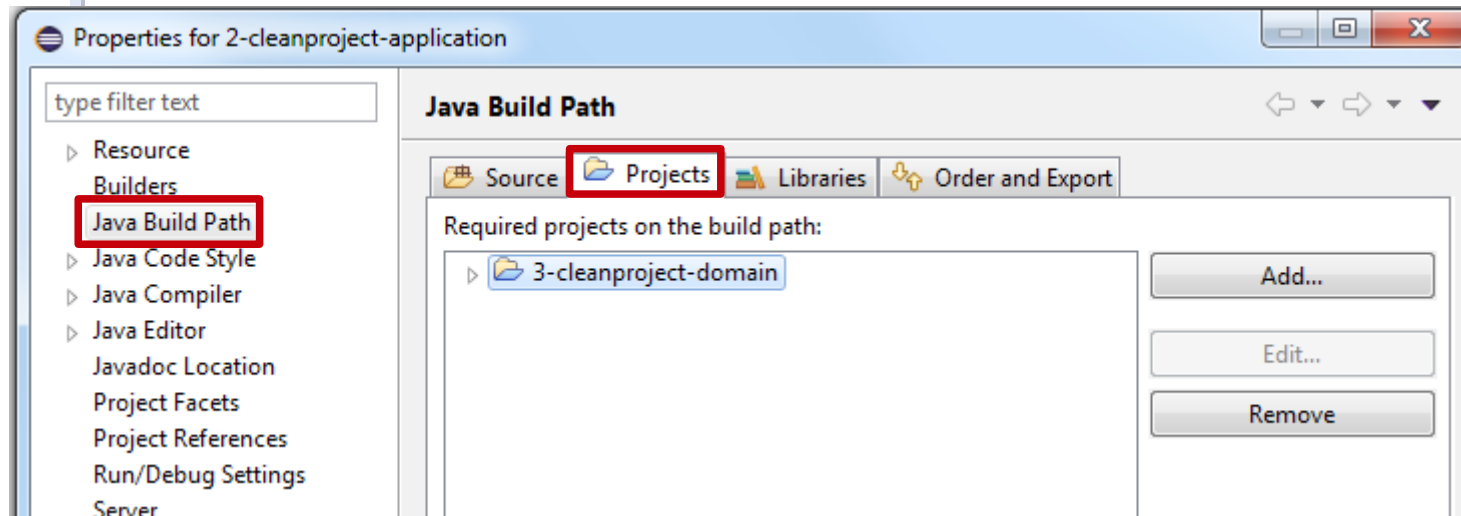 Properties for 2-cleanproject-application
type filter text
Resource
Builders
Java Build Path
Java Code Style
Java Compiler
Java Editor
Javadoc Location
Project Facets
Project References
Run/Debug Settings
Server
Java Build Path
Source Projects Libraries Order and Export
Required projects on the build path:
3-cleanproject-domain
Add...
Edit...
Remove